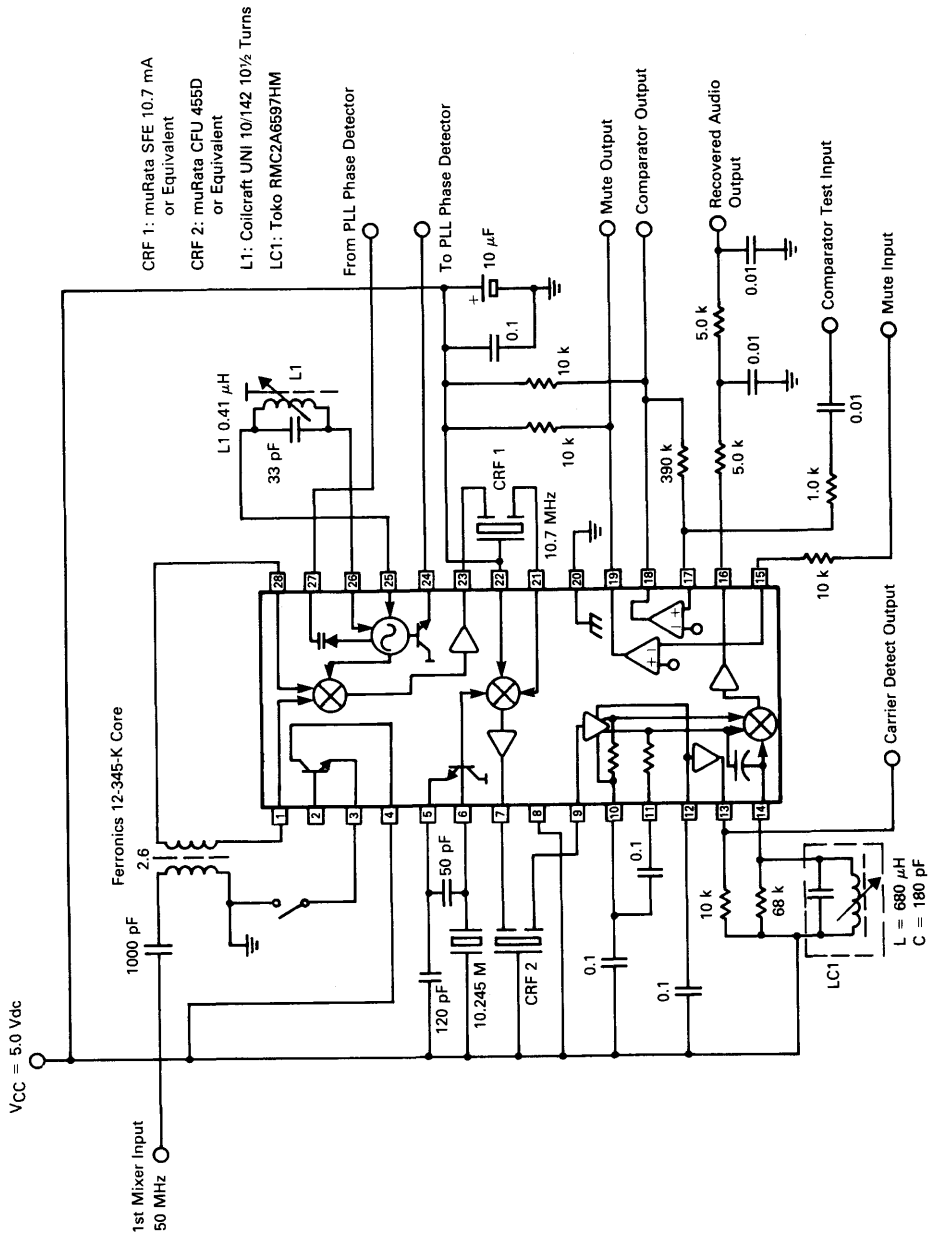 VCC = 5.0 Vdc
1st Mixer Input
50 MHz
1000 pF
Ferronics 12-345-K Core
2.6
L1 0.41 μH
L1
33 pF
CRF 1: muRata SFE 10.7 mA
or Equivalent
CRF 2: muRata CFU 455D
or Equivalent
L1: Coilcraft UNI 10/142 10½ Turns
LC1: Toko RMC2A6597HM
From PLL Phase Detector
To PLL Phase Detector
+
10 μF
0.1
10 k
10 k
CRF 1
10.7 MHz
Mute Output
Comparator Output
390 k
5.0 k
5.0 k
0.01
0.01
Recovered Audio
Output
1.0 k
0.01
Comparator Test Input
10 k
Mute Input
1
2
3
4
5
6
7
8
9
10
11
12
13
14
28
27
26
25
24
23
22
21
20
19
18
17
16
15
+
−
+
−
120 pF
50 pF
10.245 M
CRF 2
0.1
0.1
0.1
10 k
68 k
LC1
L = 680 μH
C = 180 pF
Carrier Detect Output